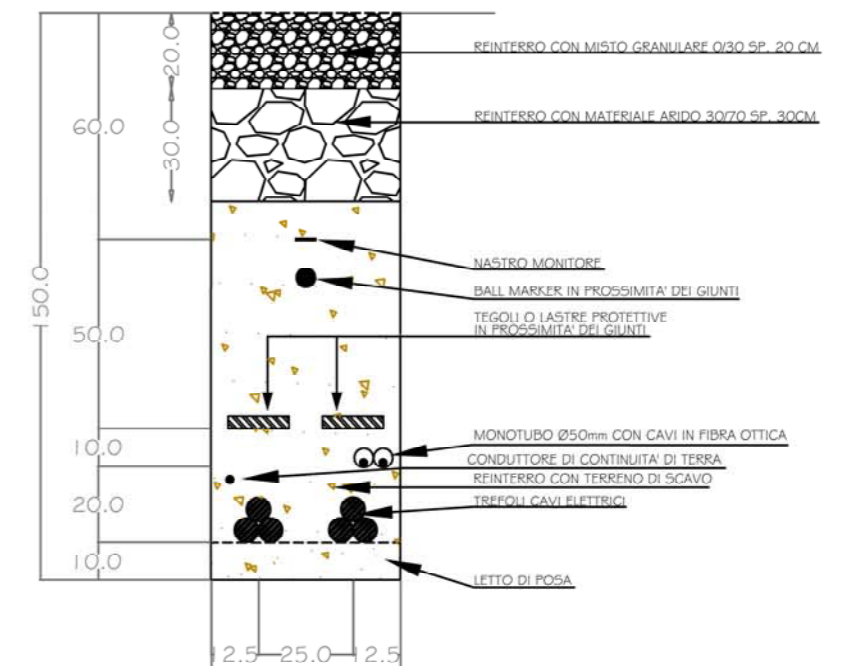 20.0
REINTERRO CON MISTO GRANULARE 0/30 SP. 20 CM
60.0
30.0
REINTERRO CON MATERIALE ARIDO 30/70 SP. 30CM
NASTRO MONITORE
150.0
BALL MARKER IN PROSSIMITA' DEI GIUNTI
50.0
TEGOLI O LASTRE PROTETTIVE
IN PROSSIMITA' DEI GIUNTI
10.0
MONOTUBO Ø50mm CON CAVI IN FIBRA OTTICA
CONDUTTORE DI CONTINUITA' DI TERRA
REINTERRO CON TERRENO DI SCAVO
20.0
TREFOLI CAVI ELETTRICI
10.0
LETTO DI POSA
12.5 25.0 12.5